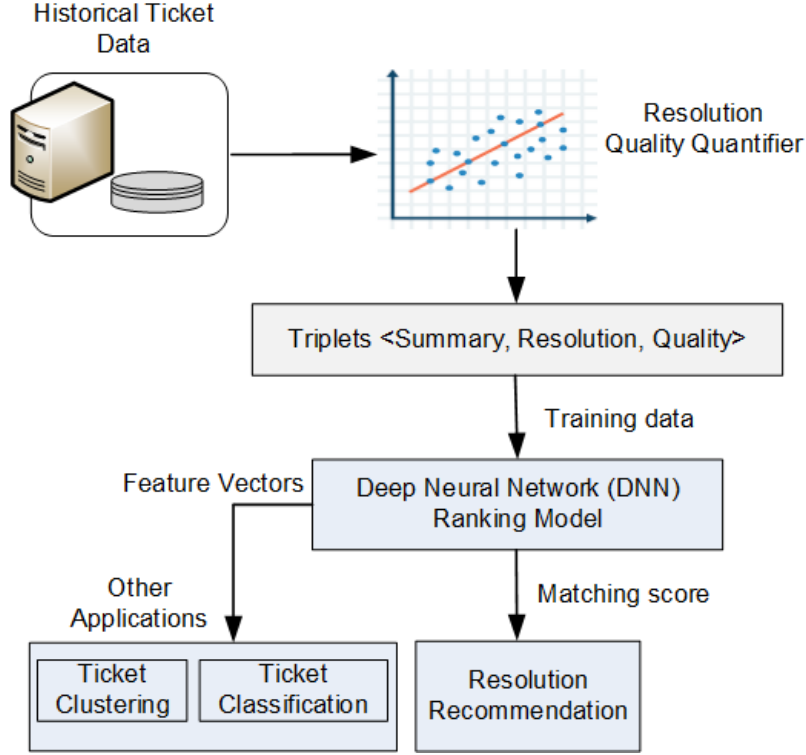 Historical Ticket
Data
Resolution
Quality Quantifier
Triplets <Summary, Resolution, Quality>
Training data
Feature Vectors
Deep Neural Network (DNN)
Ranking Model
Other
Applications
Matching score
Ticket
Clustering
Ticket
Classification
Resolution
Recommendation